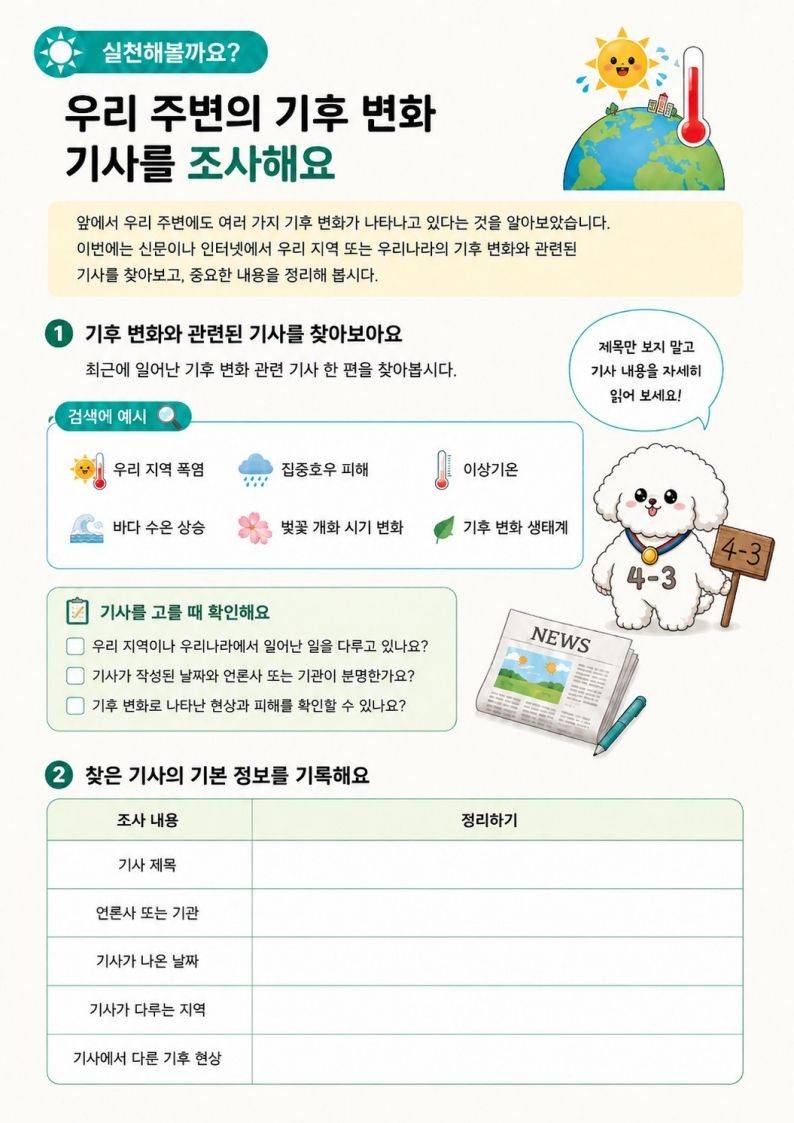 실천해볼까요?
우리 주변의 기후 변화
기사를 조사해요
앞에서 우리 주변에도 여러 가지 기후 변화가 나타나고 있다는 것을 알아보았습니다.
이번에는 신문이나 인터넷에서 우리 지역 또는 우리나라의 기후 변화와 관련된
기사를 찾아보고, 중요한 내용을 정리해 봅시다.
1 기후 변화와 관련된 기사를 찾아보아요
최근에 일어난 기후 변화 관련 기사 한 편을 찾아봅시다.
제목만 보지 말고
기사 내용을 자세히
읽어 보세요!
검색에 예시
우리 지역 폭염
집중호우 피해
이상기온
바다 수온 상승
벚꽃 개화 시기 변화
기후 변화 생태계
4-3
4-3
기사를 고를 때 확인해요
우리 지역이나 우리나라에서 일어난 일을 다루고 있나요?
기사가 작성된 날짜와 언론사 또는 기관이 분명한가요?
기후 변화로 나타난 현상과 피해를 확인할 수 있나요?
NEWS
2 찾은 기사의 기본 정보를 기록해요
조사 내용
정리하기
기사 제목
언론사 또는 기관
기사가 나온 날짜
기사가 다루는 지역
기사에서 다룬 기후 현상